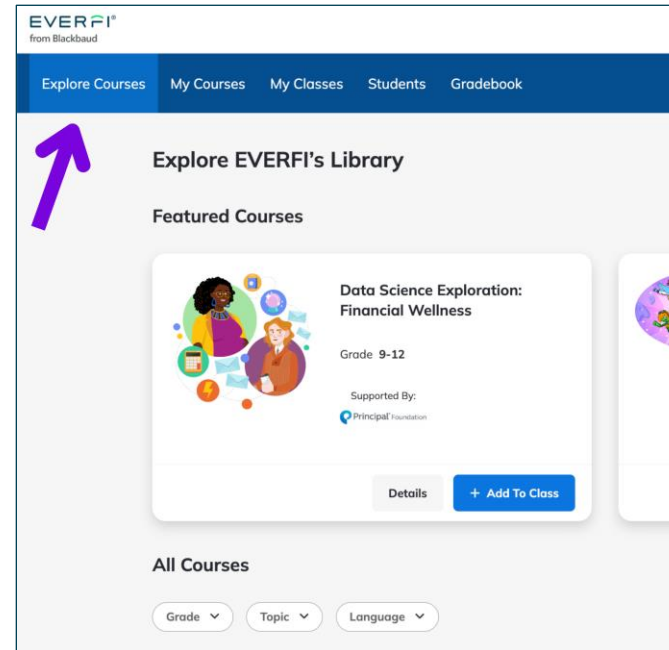 EVERFI®
from Blackbaud
Explore Courses My Courses My Classes Students Gradebook
Explore EVERFI's Library
Featured Courses
Data Science Exploration:
Financial Wellness
Grade 9-12
Supported By:
Principal Foundation
Details + Add To Class
All Courses
Grade Topic Language